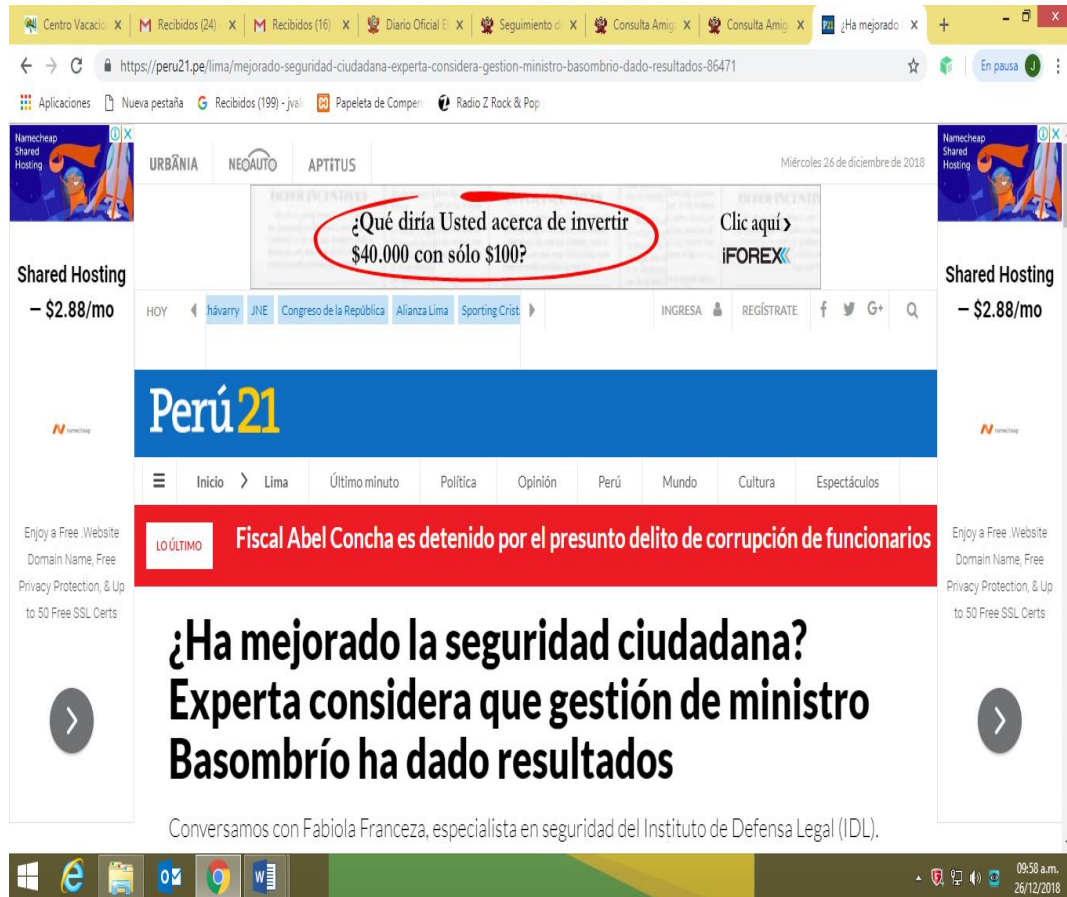 Centro Vacacio
Recibidos (24) -
Recibidos (16)
Diario Oficial E
Seguimiento d
Consulta Amig
Consulta Amig
¿Ha mejorado
https://peru21.pe/lima/mejorado-seguridad-ciudadana-experta-considera-gestion-ministro-basombrio-dado-resultados-86471
En pausa J
Aplicaciones
Nueva pestaña
Recibidos (199) - jval
Papeleta de Compen
Radio Z Rock & Pop
Namecheap
Shared
Hosting
Shared Hosting
– $2.88/mo
namecheap
Enjoy a Free .Website
Domain Name, Free
Privacy Protection, & Up
to 50 Free SSL Certs
URBANIA NEOAUTO APTiTUS
Miércoles 26 de diciembre de 2018
¿Qué diría Usted acerca de invertir
$40.000 con sólo $100?
Clic aquí >
iFOREX
HOY
hávarry JNE Congreso de la República Alianza Lima Sporting Crist
INGRESA REGÍSTRATE f G+
Perú21
Inicio > Lima Último minuto Política Opinión Perú Mundo Cultura Espectáculos
LO ÚLTIMO Fiscal Abel Concha es detenido por el presunto delito de corrupción de funcionarios
¿Ha mejorado la seguridad ciudadana?
Experta considera que gestión de ministro
Basombrío ha dado resultados
Conversamos con Fabiola Franceza, especialista en seguridad del Instituto de Defensa Legal (IDL).
Namecheap
Shared
Hosting
Shared Hosting
– $2.88/mo
namecheap
Enjoy a Free .Website
Domain Name, Free
Privacy Protection, & Up
to 50 Free SSL Certs
09:58 a.m.
26/12/2018